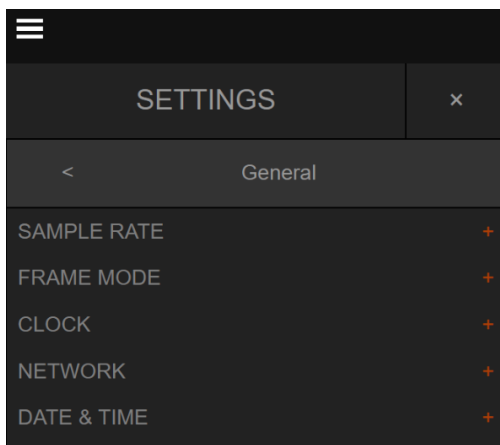 SETTINGS ×
< General
SAMPLE RATE +
FRAME MODE +
CLOCK +
NETWORK +
DATE & TIME +